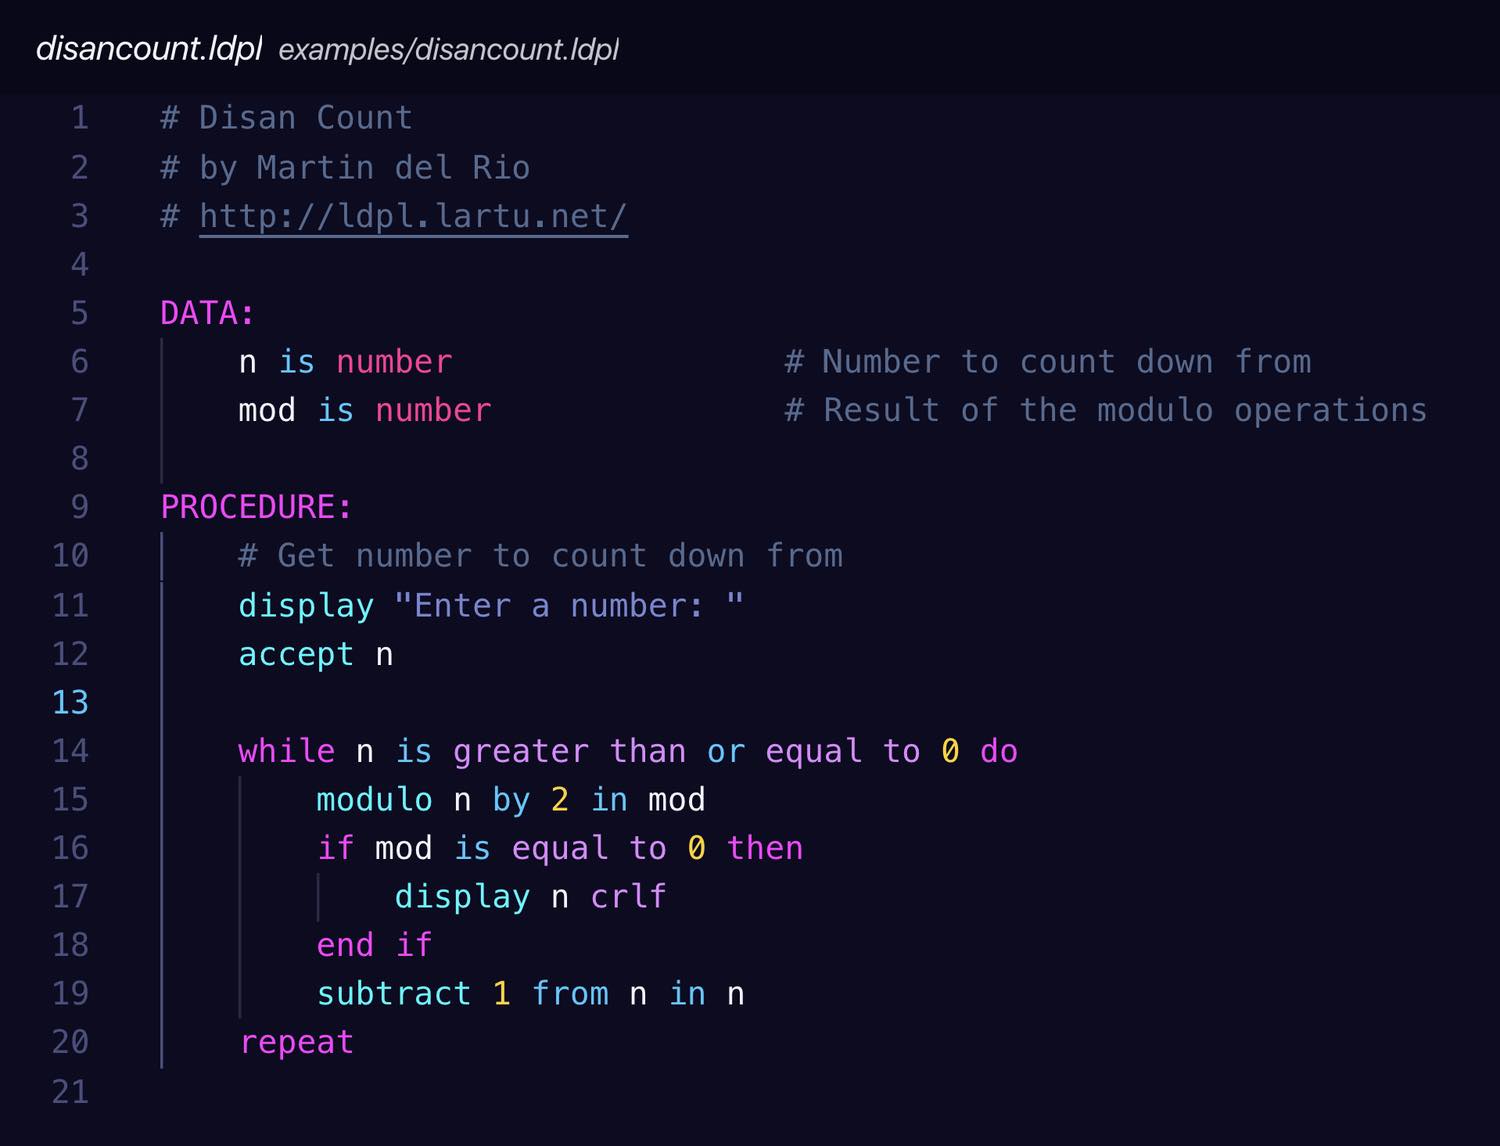 disancount.ldpl examples/disancount.ldpl
1 # Disan Count
2 # by Martin del Rio
3 # http://ldpl.lartu.net/
4
5 DATA:
6     n is number                 # Number to count down from
7     mod is number               # Result of the modulo operations
8
9 PROCEDURE:
10     # Get number to count down from
11     display "Enter a number: "
12     accept n
13
14     while n is greater than or equal to 0 do
15         modulo n by 2 in mod
16         if mod is equal to 0 then
17             display n crlf
18         end if
19         subtract 1 from n in n
20     repeat
21